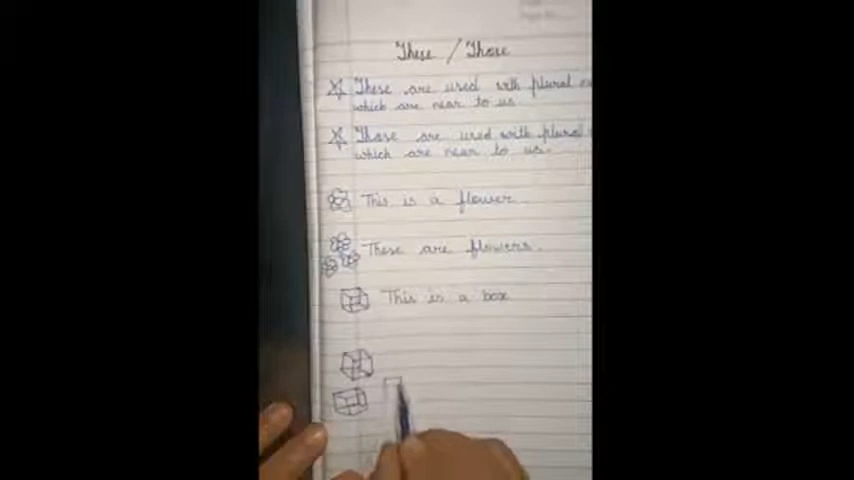 These / Those
These are used with plural
which are near to us
Those are used with plural
which are near to us.
This is a flower
These are flowers.
This is a box